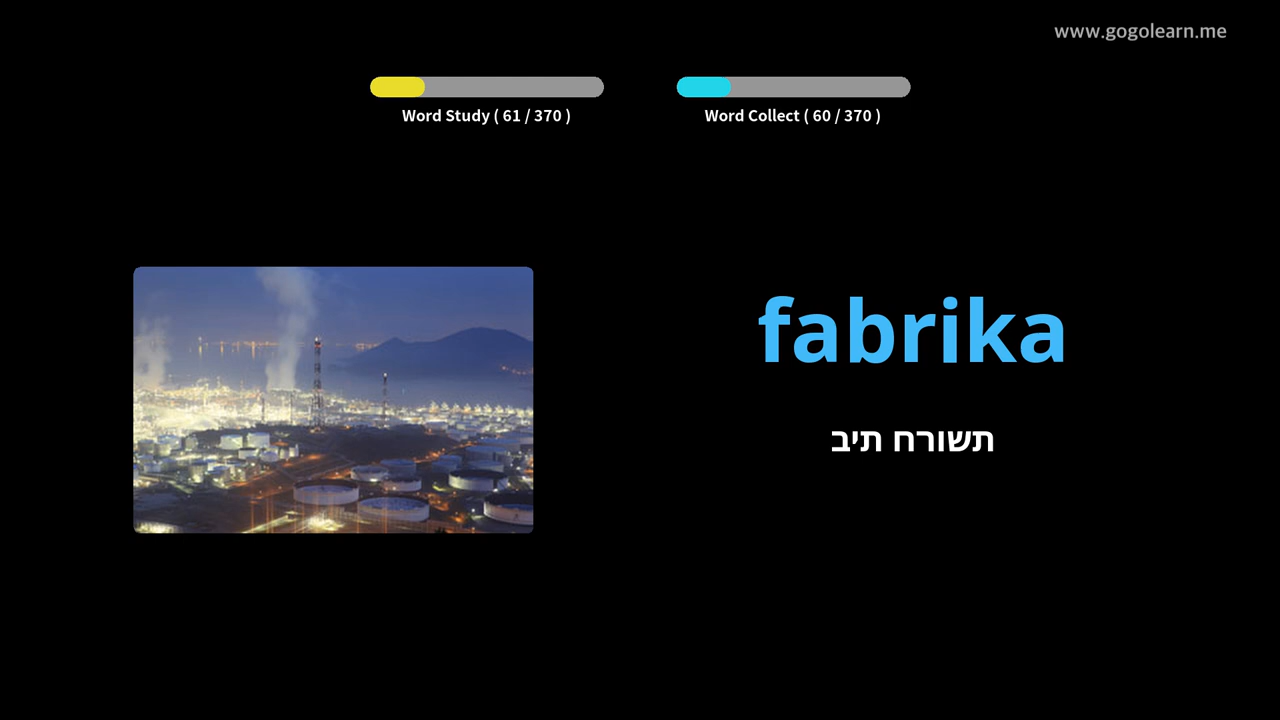 www.gogolearn.me
Word Study ( 61 / 370 )
Word Collect ( 60 / 370 )
fabrika
תשורח תיב